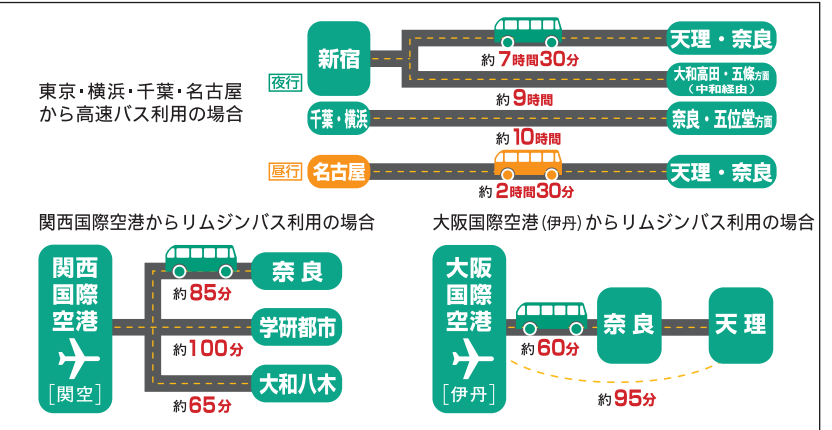 東京・横浜・千葉・名古屋
から高速バス利用の場合
夜行
新宿
約7時間30分
天理・奈良
約9時間
大和高田・五條方面
(中和経由)
千葉・横浜
約10時間
奈良・五位堂方面
昼行
名古屋
約2時間30分
天理・奈良
関西国際空港からリムジンバス利用の場合
関西
国際
空港
[関空]
約85分
奈良
約100分
学研都市
約65分
大和八木
大阪国際空港(伊丹)からリムジンバス利用の場合
大阪
国際
空港
[伊丹]
約60分
奈良
天理
約95分